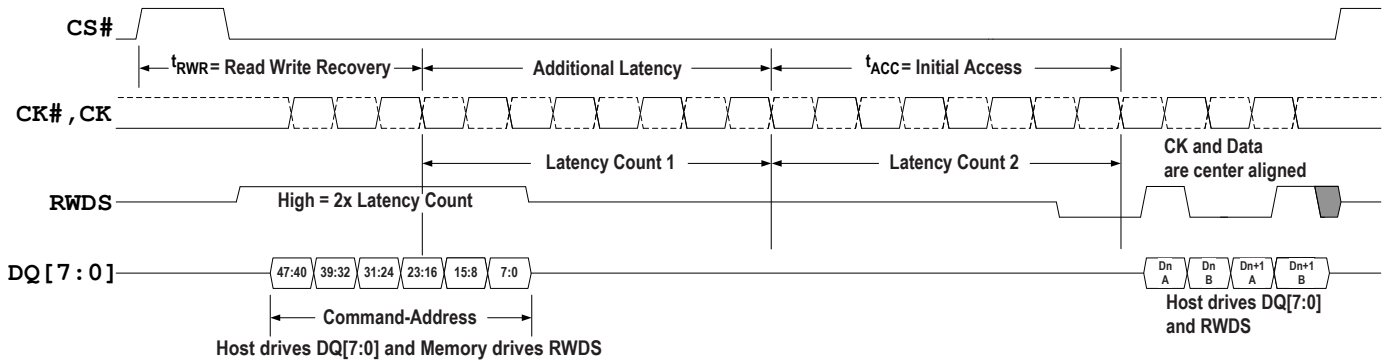 CS#
tRWR= Read Write Recovery
Additional Latency
tACC= Initial Access
CK#,CK
Latency Count 1
Latency Count 2
CK and Data
are center aligned
RWDS
High = 2x Latency Count
DQ[7:0]
47:40
39:32
31:24
23:16
15:8
7:0
Dn
A
Dn
B
Dn+1
A
Dn+1
B
Command-Address
Host drives DQ[7:0]
and RWDS
Host drives DQ[7:0] and Memory drives RWDS